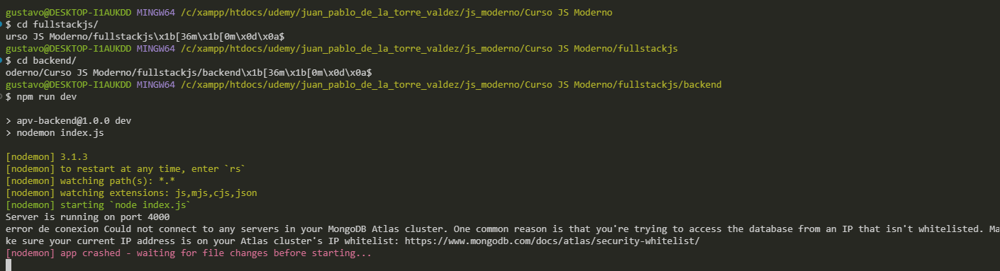 gustavo@DESKTOP-I1AUKDD MINGW64 /c/xampp/htdocs/udemy/juan_pablo_de_la_torre_valdez/js_moderno/Curso JS Moderno
$ cd fullstackjs/
urso JS Moderno/fullstackjs\x1b[36m\x1b[0m\x0d\x0a$
gustavo@DESKTOP-I1AUKDD MINGW64 /c/xampp/htdocs/udemy/juan_pablo_de_la_torre_valdez/js_moderno/Curso JS Moderno/fullstackjs
$ cd backend/
oderno/Curso JS Moderno/fullstackjs/backend\x1b[36m\x1b[0m\x0d\x0a$
gustavo@DESKTOP-I1AUKDD MINGW64 /c/xampp/htdocs/udemy/juan_pablo_de_la_torre_valdez/js_moderno/Curso JS Moderno/fullstackjs/backend
$ npm run dev
> apv-backend@1.0.0 dev
> nodemon index.js
[nodemon] 3.1.3
[nodemon] to restart at any time, enter `rs`
[nodemon] watching path(s): *.*
[nodemon] watching extensions: js,mjs,cjs,json
[nodemon] starting `node index.js`
Server is running on port 4000
error de conexion Could not connect to any servers in your MongoDB Atlas cluster. One common reason is that you're trying to access the database from an IP that isn't whitelisted. Ma
ke sure your current IP address is on your Atlas cluster's IP whitelist: https://www.mongodb.com/docs/atlas/security-whitelist/
[nodemon] app crashed - waiting for file changes before starting...